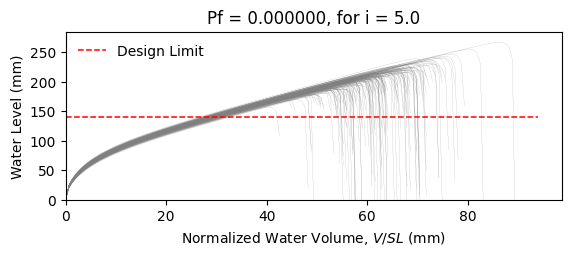 Pf = 0.000000, for i = 5.0
Design Limit
Water Level (mm)
250
200
150
100
50
0
0 20 40 60 80
Normalized Water Volume, V/SL (mm)